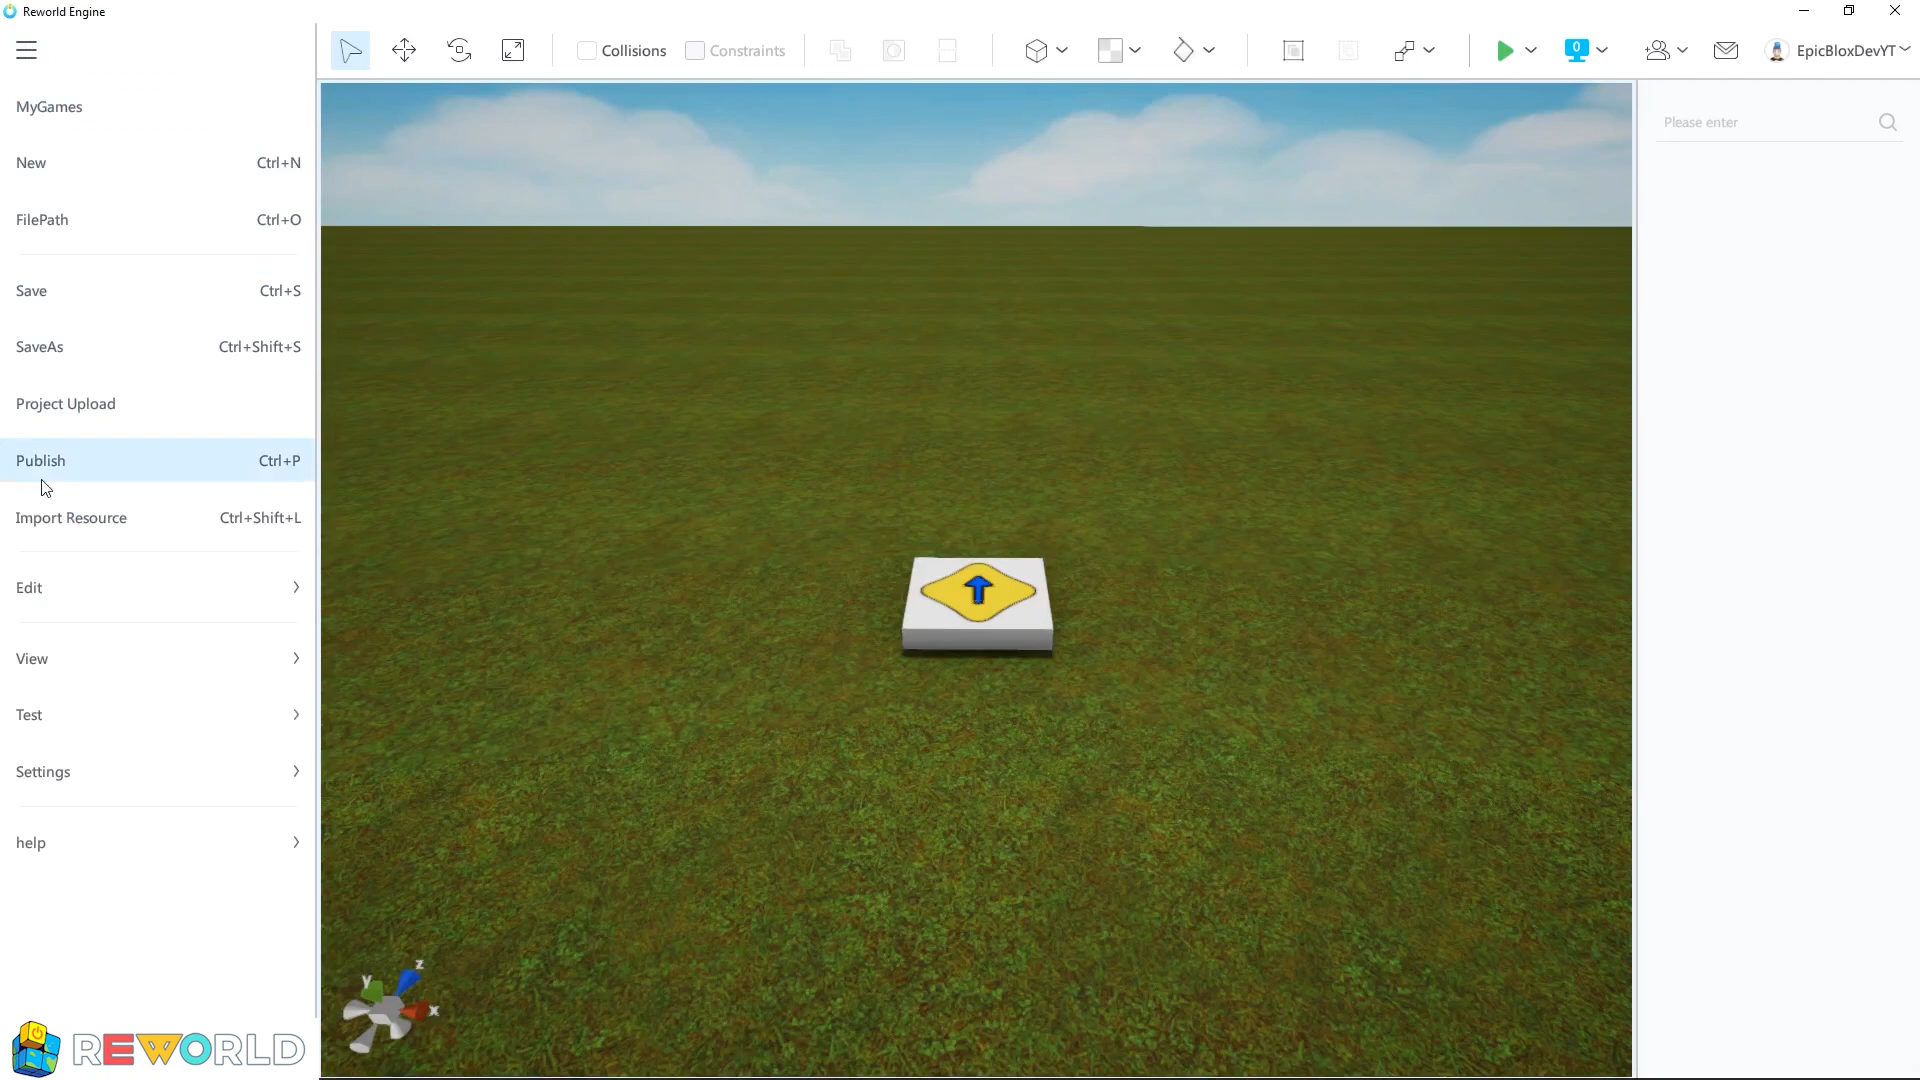 Reworld Engine
Collisions
Constraints
0
EpicBloxDevYT
MyGames
Please enter
New Ctrl+N
FilePath Ctrl+O
Save Ctrl+S
SaveAs Ctrl+Shift+S
Project Upload
Publish Ctrl+P
Import Resource Ctrl+Shift+L
Edit
View
Test
Settings
help
z
y
x
REWORLD